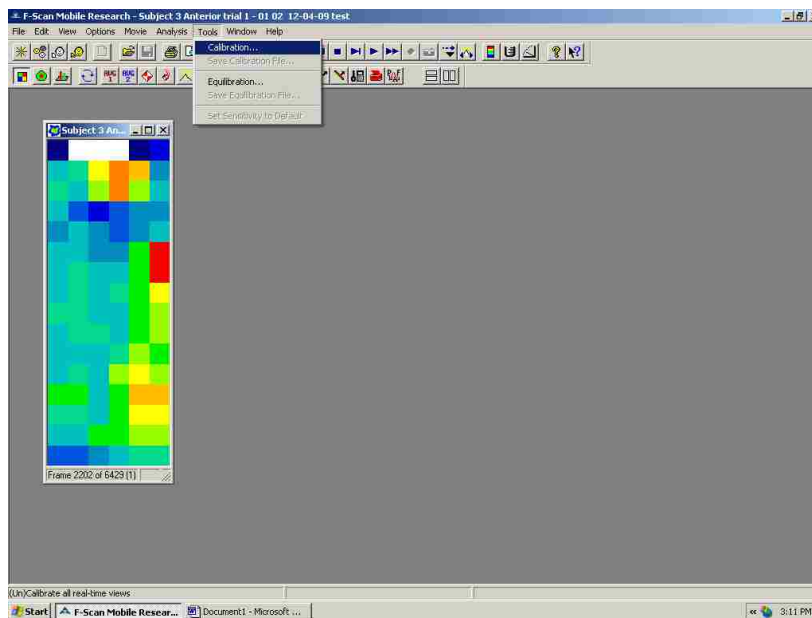 F-Scan Mobile Research - Subject 3 Anterior trial 1 - 01 02 12-04-09 test
File Edit View Options Movie Analysis Tools Window Help
Calibration...
Save Calibration File...
Equilibration...
Save Equilibration File...
Set Sensitivity to Default
Subject 3 An...
Frame 2202 of 6429 (1)
(Un)Calibrate all real-time views
Start F-Scan Mobile Resear... Document1 - Microsoft ... 3:11 PM